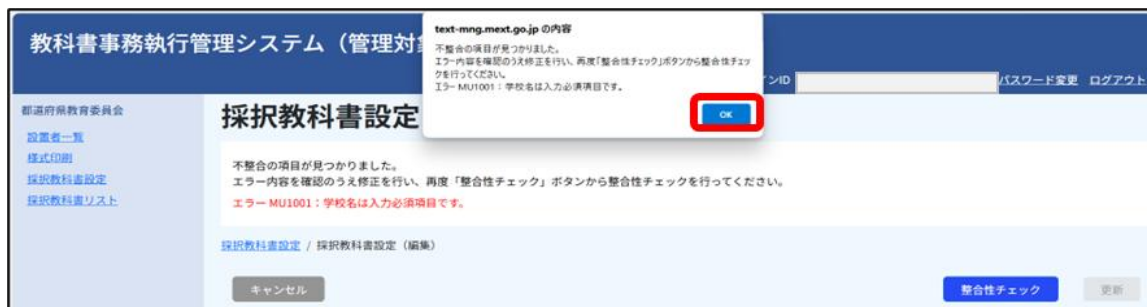 教科書事務執行管理システム（管理対象
text-mng.mext.go.jp の内容
不整合の項目が見つかりました。
エラー内容を確認のうえ修正を行い、再度「整合性チェック」ボタンから整合性チェッ
クを行ってください。
エラー MU1001：学校名は入力必須項目です。
OK
インID
パスワード変更 ログアウト
都道府県教育委員会
設置者一覧
様式印刷
採択教科書設定
採択教科書リスト
採択教科書設定
不整合の項目が見つかりました。
エラー内容を確認のうえ修正を行い、再度「整合性チェック」ボタンから整合性チェックを行ってください。
エラー MU1001：学校名は入力必須項目です。
採択教科書設定 / 採択教科書設定（編集）
キャンセル
整合性チェック
更新